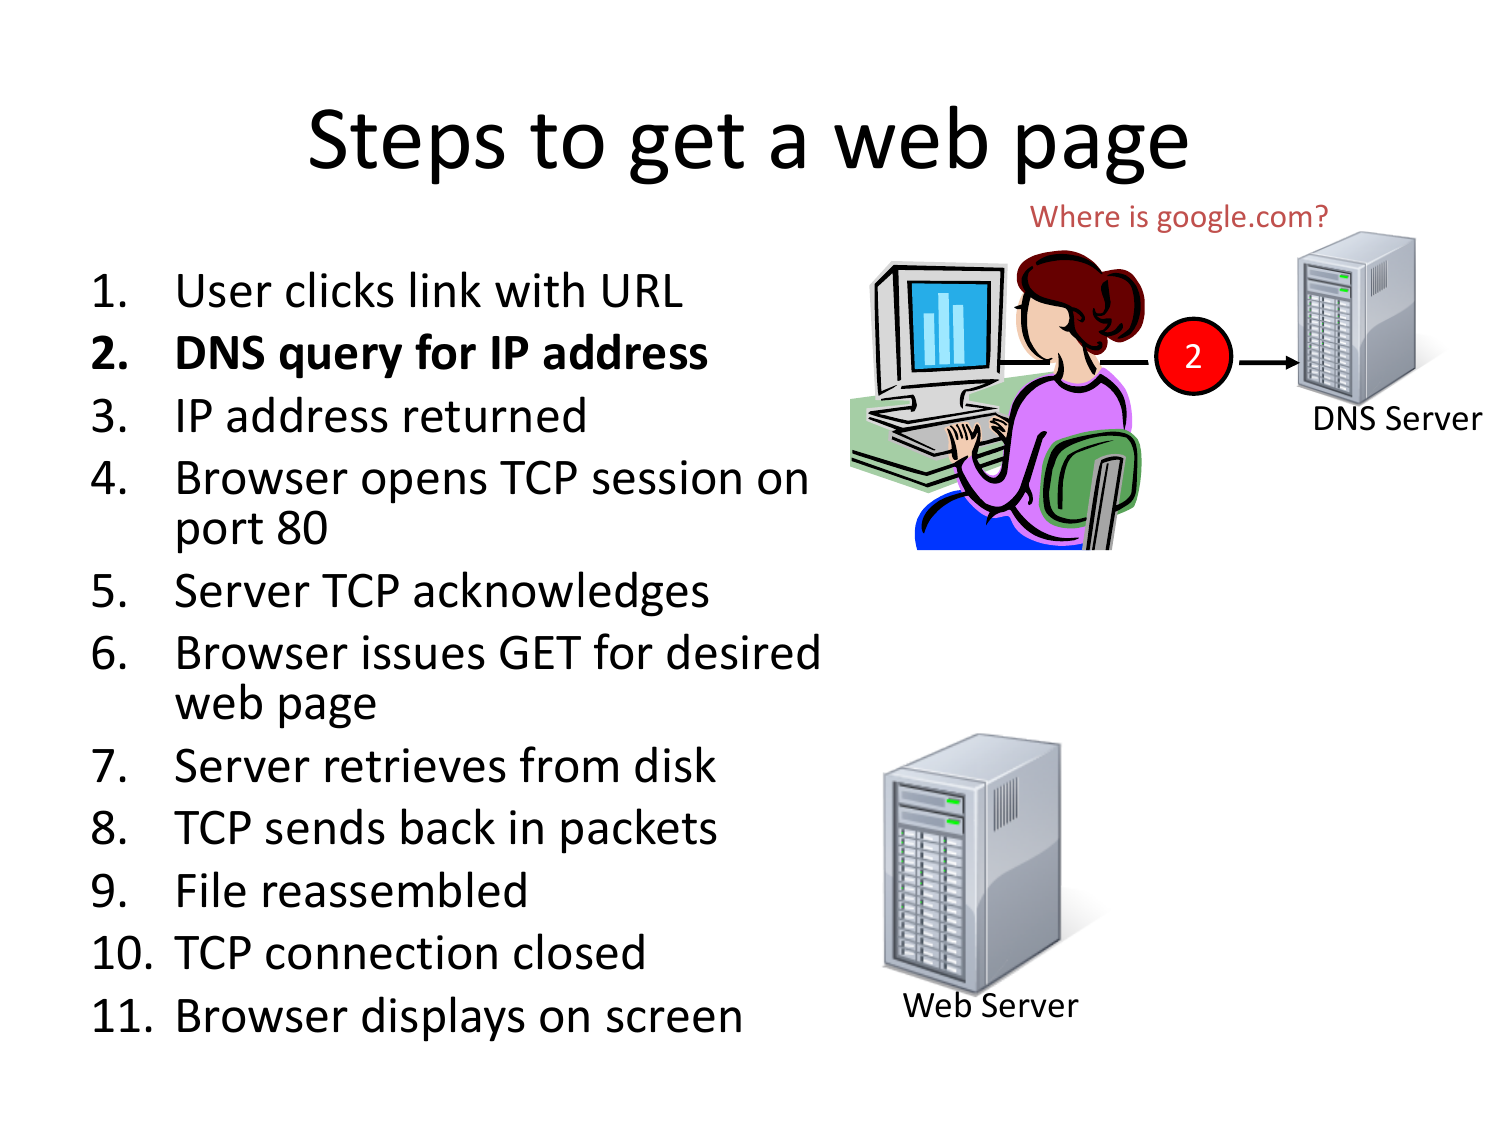 Steps to get a web page
Where is google.com?
1. User clicks link with URL
2. DNS query for IP address
3. IP address returned
4. Browser opens TCP session on
port 80
5. Server TCP acknowledges
6. Browser issues GET for desired
web page
7. Server retrieves from disk
8. TCP sends back in packets
9. File reassembled
10. TCP connection closed
11. Browser displays on screen
2
DNS Server
Web Server